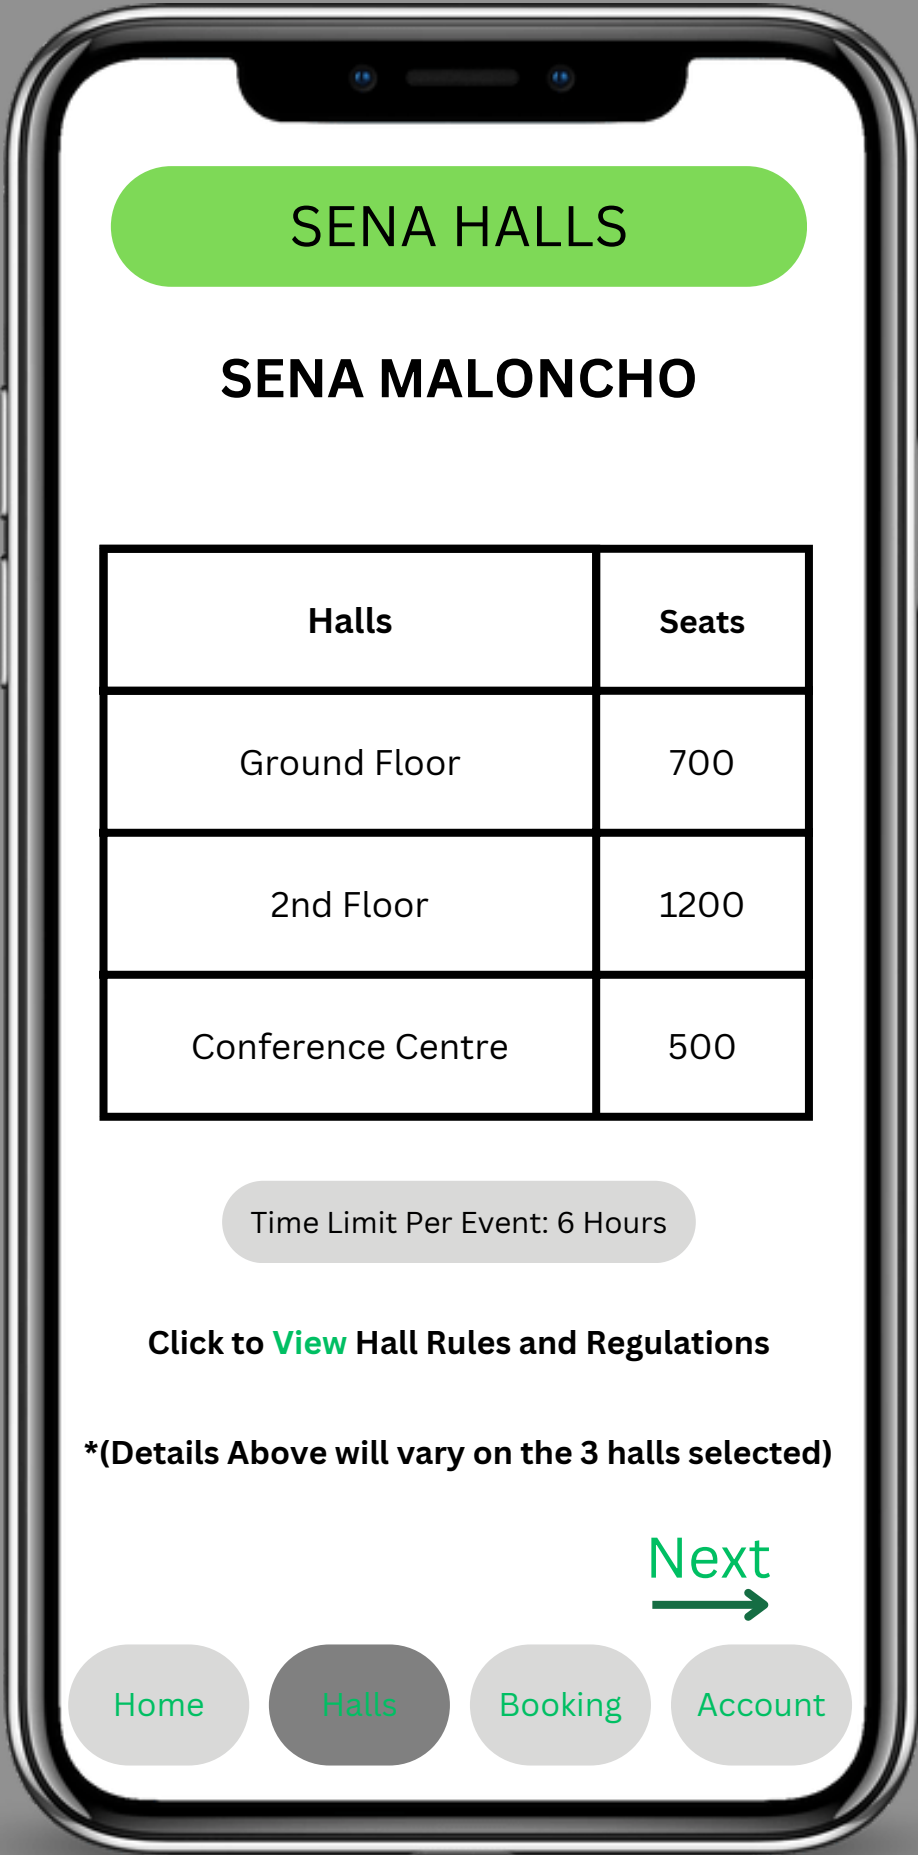 SENA HALLS
SENA MALONCHO
Halls Seats
Ground Floor 700
2nd Floor 1200
Conference Centre 500
Time Limit Per Event: 6 Hours
Click to View Hall Rules and Regulations
*(Details Above will vary on the 3 halls selected)
Next
Home Halls Booking Account